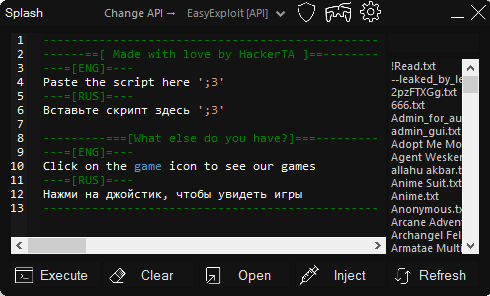 Splash Change API → EasyExploit [API]
1 ------------------------------------------
2 ------==[ Made with love by HackerTA ]==--------
3 ---=[ENG]=---
4 Paste the script here ';3'
5 ---=[RUS]=---
6 Вставьте скрипт здесь ';3'
7
8 ---------===[What else do you have?]===---------
9 ---=[ENG]=---
10 Click on the game icon to see our games
11 ---=[RUS]=---
12 Нажми на джойстик, чтобы увидеть игры
13 ------------------------------------------
!Read.txt
--leaked_by_le
2pzFTXGg.txt
666.txt
Admin_for_au
admin_gui.txt
Adopt Me Mo
Agent Wesker
allahu akbar.t
Anime Suit.txt
Anime.txt
Anonymous.tx
Arcane Adven
Archangel Fel
Armatae Multi
Execute Clear Open Inject Refresh